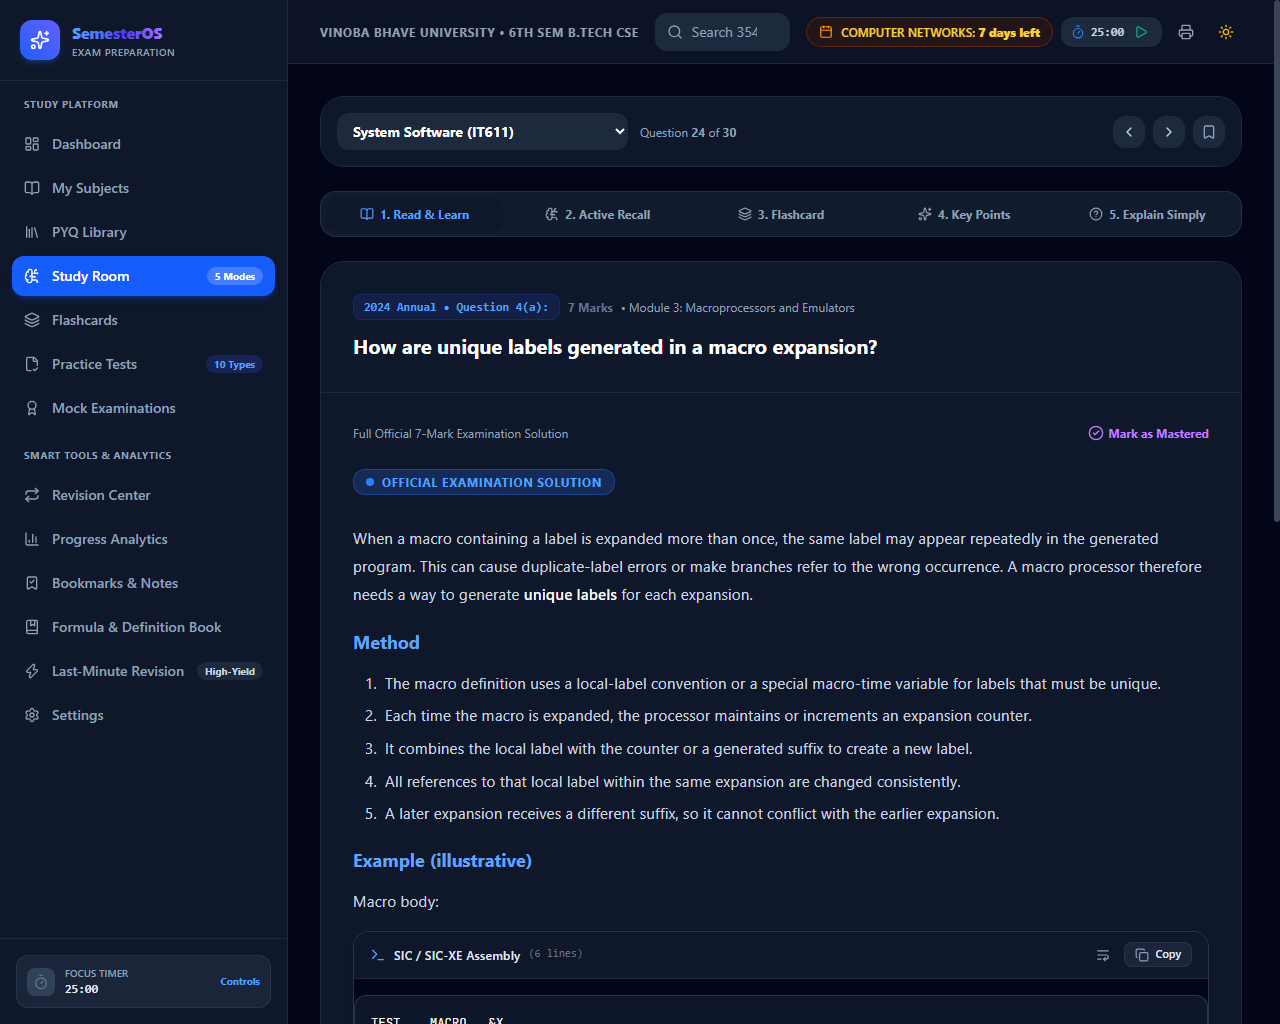 SemesterOS
EXAM PREPARATION
STUDY PLATFORM
Dashboard
My Subjects
PYQ Library
Study Room
5 Modes
Flashcards
Practice Tests
10 Types
Mock Examinations
SMART TOOLS & ANALYTICS
Revision Center
Progress Analytics
Bookmarks & Notes
Formula & Definition Book
Last-Minute Revision
High-Yield
Settings
FOCUS TIMER
25:00
Controls
VINOBA BHAVE UNIVERSITY • 6TH SEM B.TECH CSE
Search 354
COMPUTER NETWORKS: 7 days left
25:00
System Software (IT611)
Question 24 of 30
1. Read & Learn
2. Active Recall
3. Flashcard
4. Key Points
5. Explain Simply
2024 Annual • Question 4(a):
7 Marks
• Module 3: Macroprocessors and Emulators
How are unique labels generated in a macro expansion?
Full Official 7-Mark Examination Solution
Mark as Mastered
OFFICIAL EXAMINATION SOLUTION
When a macro containing a label is expanded more than once, the same label may appear repeatedly in the generated
program. This can cause duplicate-label errors or make branches refer to the wrong occurrence. A macro processor therefore
needs a way to generate unique labels for each expansion.
Method
1. The macro definition uses a local-label convention or a special macro-time variable for labels that must be unique.
2. Each time the macro is expanded, the processor maintains or increments an expansion counter.
3. It combines the local label with the counter or a generated suffix to create a new label.
4. All references to that local label within the same expansion are changed consistently.
5. A later expansion receives a different suffix, so it cannot conflict with the earlier expansion.
Example (illustrative)
Macro body:
SIC / SIC-XE Assembly
(6 lines)
Copy
TEST MACRO &X